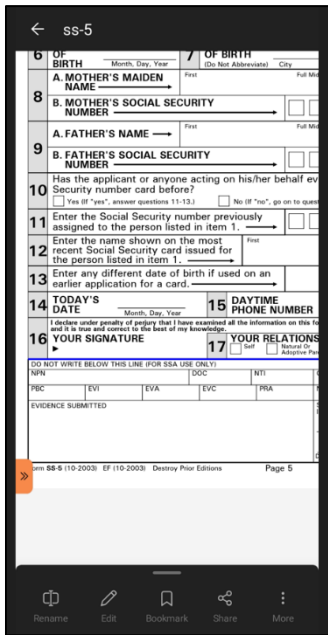 ss-5
6 OF BIRTH
Month, Day, Year
7 OF BIRTH
(Do Not Abbreviate) City
8
A. MOTHER'S MAIDEN NAME
First
Full Mid
B. MOTHER'S SOCIAL SECURITY NUMBER
9
A. FATHER'S NAME
First
Full Mid
B. FATHER'S SOCIAL SECURITY NUMBER
10
Has the applicant or anyone acting on his/her behalf ev
Security number card before?
Yes (If "yes", answer questions 11-13.)
No (If "no", go on to quest
11
Enter the Social Security number previously
assigned to the person listed in item 1.
12
Enter the name shown on the most
recent Social Security card issued for
the person listed in item 1.
First
13
Enter any different date of birth if used on an
earlier application for a card.
14 TODAY'S DATE
Month, Day, Year
15 DAYTIME PHONE NUMBER
I declare under penalty of perjury that I have examined all the information on this fo
and it is true and correct to the best of my knowledge.
16 YOUR SIGNATURE
17 YOUR RELATIONS
Self
Natural Or
Adoptive Par
DO NOT WRITE BELOW THIS LINE (FOR SSA USE ONLY)
NPN
DOC
NTI
PBC
EVI
EVA
EVC
PRA
EVIDENCE SUBMITTED
orm SS-5 (10-2003) EF (10-2003) Destroy Prior Editions
Page 5
Rename
Edit
Bookmark
Share
More